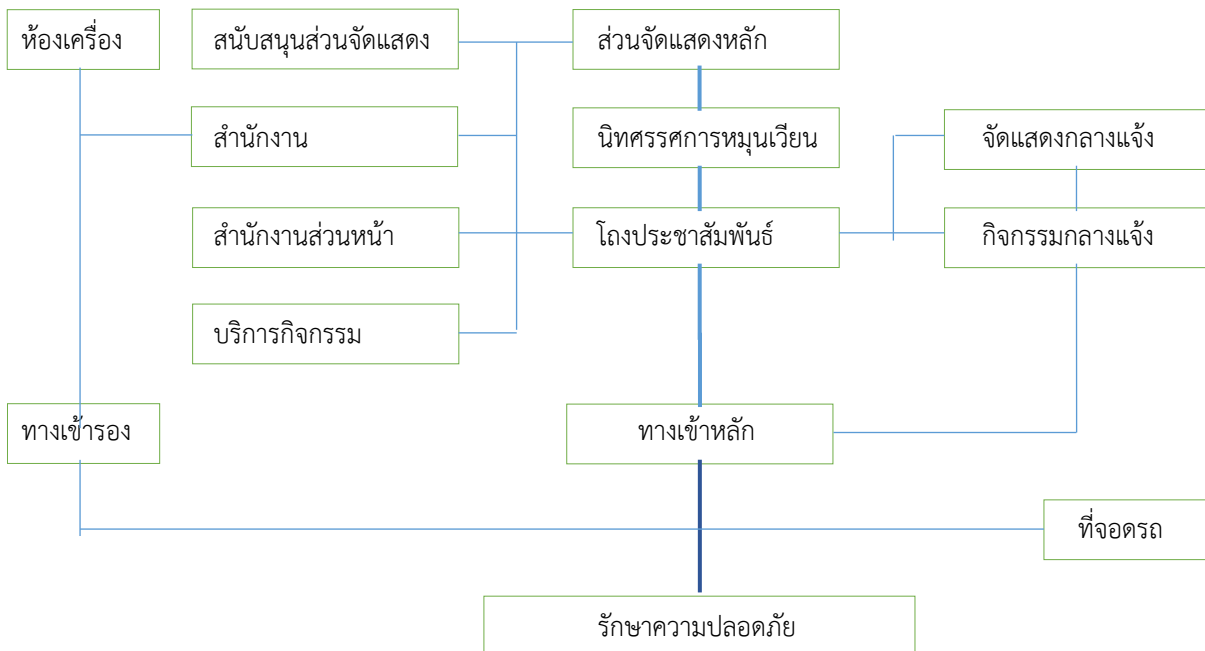 ห้องเครื่อง
สนับสนุนส่วนจัดแสดง
ส่วนจัดแสดงหลัก
สำนักงาน
นิทศรรศการหมุนเวียน
จัดแสดงกลางแจ้ง
สำนักงานส่วนหน้า
โถงประชาสัมพันธ์
กิจกรรมกลางแจ้ง
บริการกิจกรรม
ทางเข้ารอง
ทางเข้าหลัก
ที่จอดรถ
รักษาความปลอดภัย